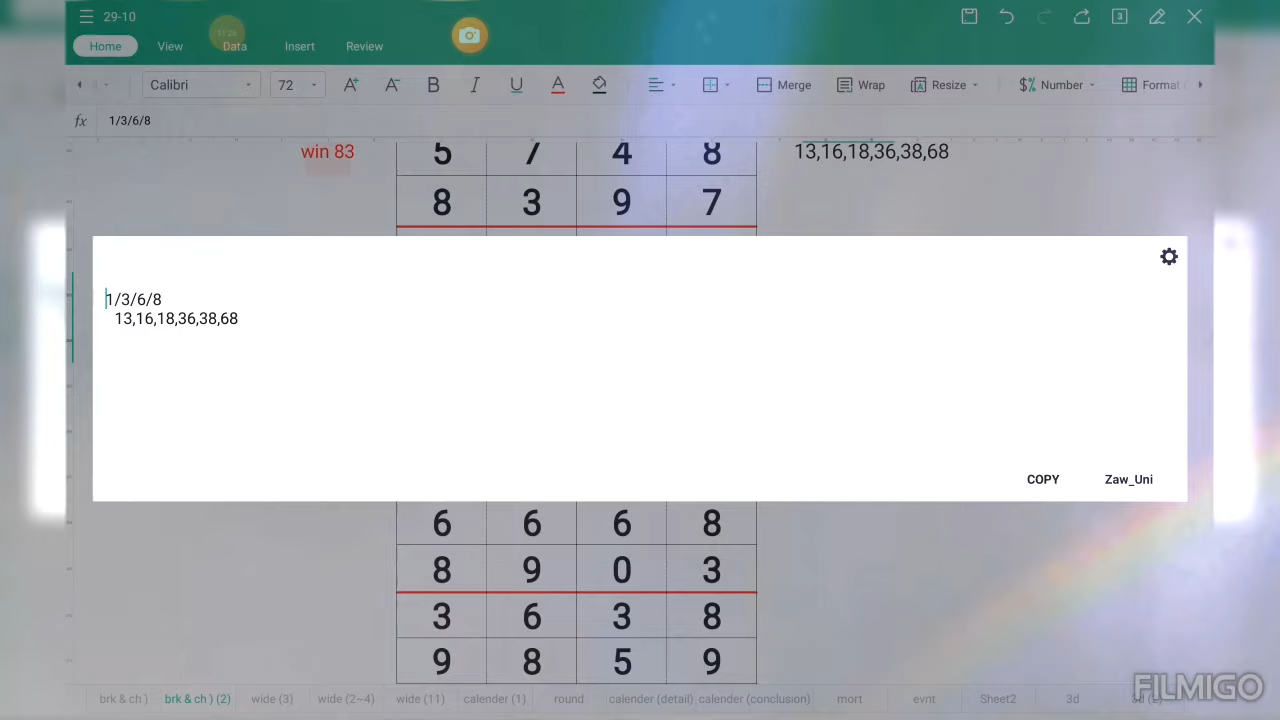 29-10
3
11:26
Home View Data Insert Review
Calibri 72 A+ A- B I U A Merge Wrap Resize $% Number Format
fx 1/3/6/8
win 83 5 7 4 8 13,16,18,36,38,68
8 3 9 7
1/3/6/8
13,16,18,36,38,68
COPY Zaw_Uni
6 6 6 8
8 9 0 3
3 6 3 8
9 8 5 9
brk & ch ) brk & ch ) (2) wide (3) wide (2~4) wide (11) calender (1) round calender (detail) calender (conclusion) mort evnt Sheet2 3d
FILMIGO